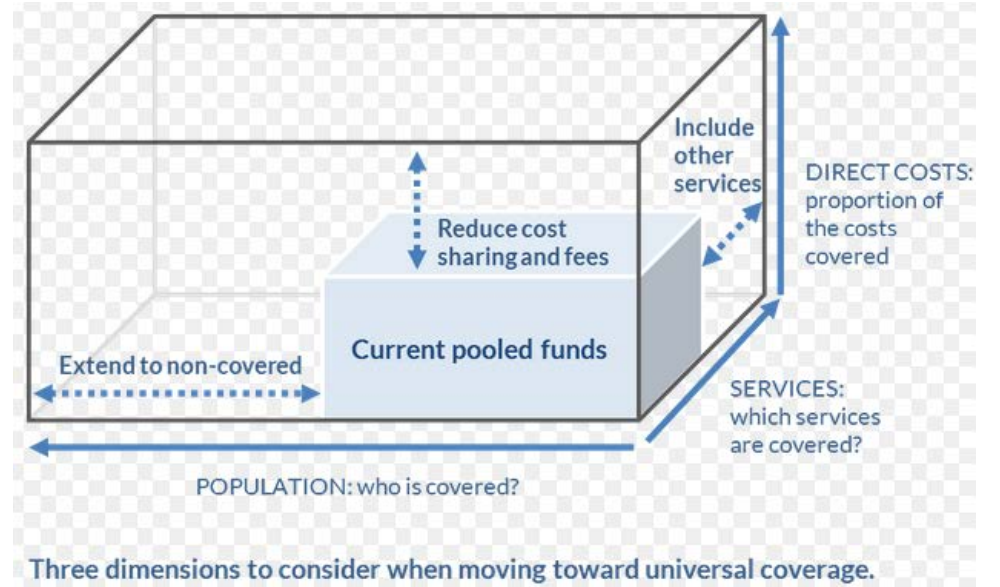 Include
other
services
DIRECT COSTS:
proportion of
the costs
covered
Reduce cost
sharing and fees
Current pooled funds
Extend to non-covered
SERVICES:
which services
are covered?
POPULATION: who is covered?
Three dimensions to consider when moving toward universal coverage.